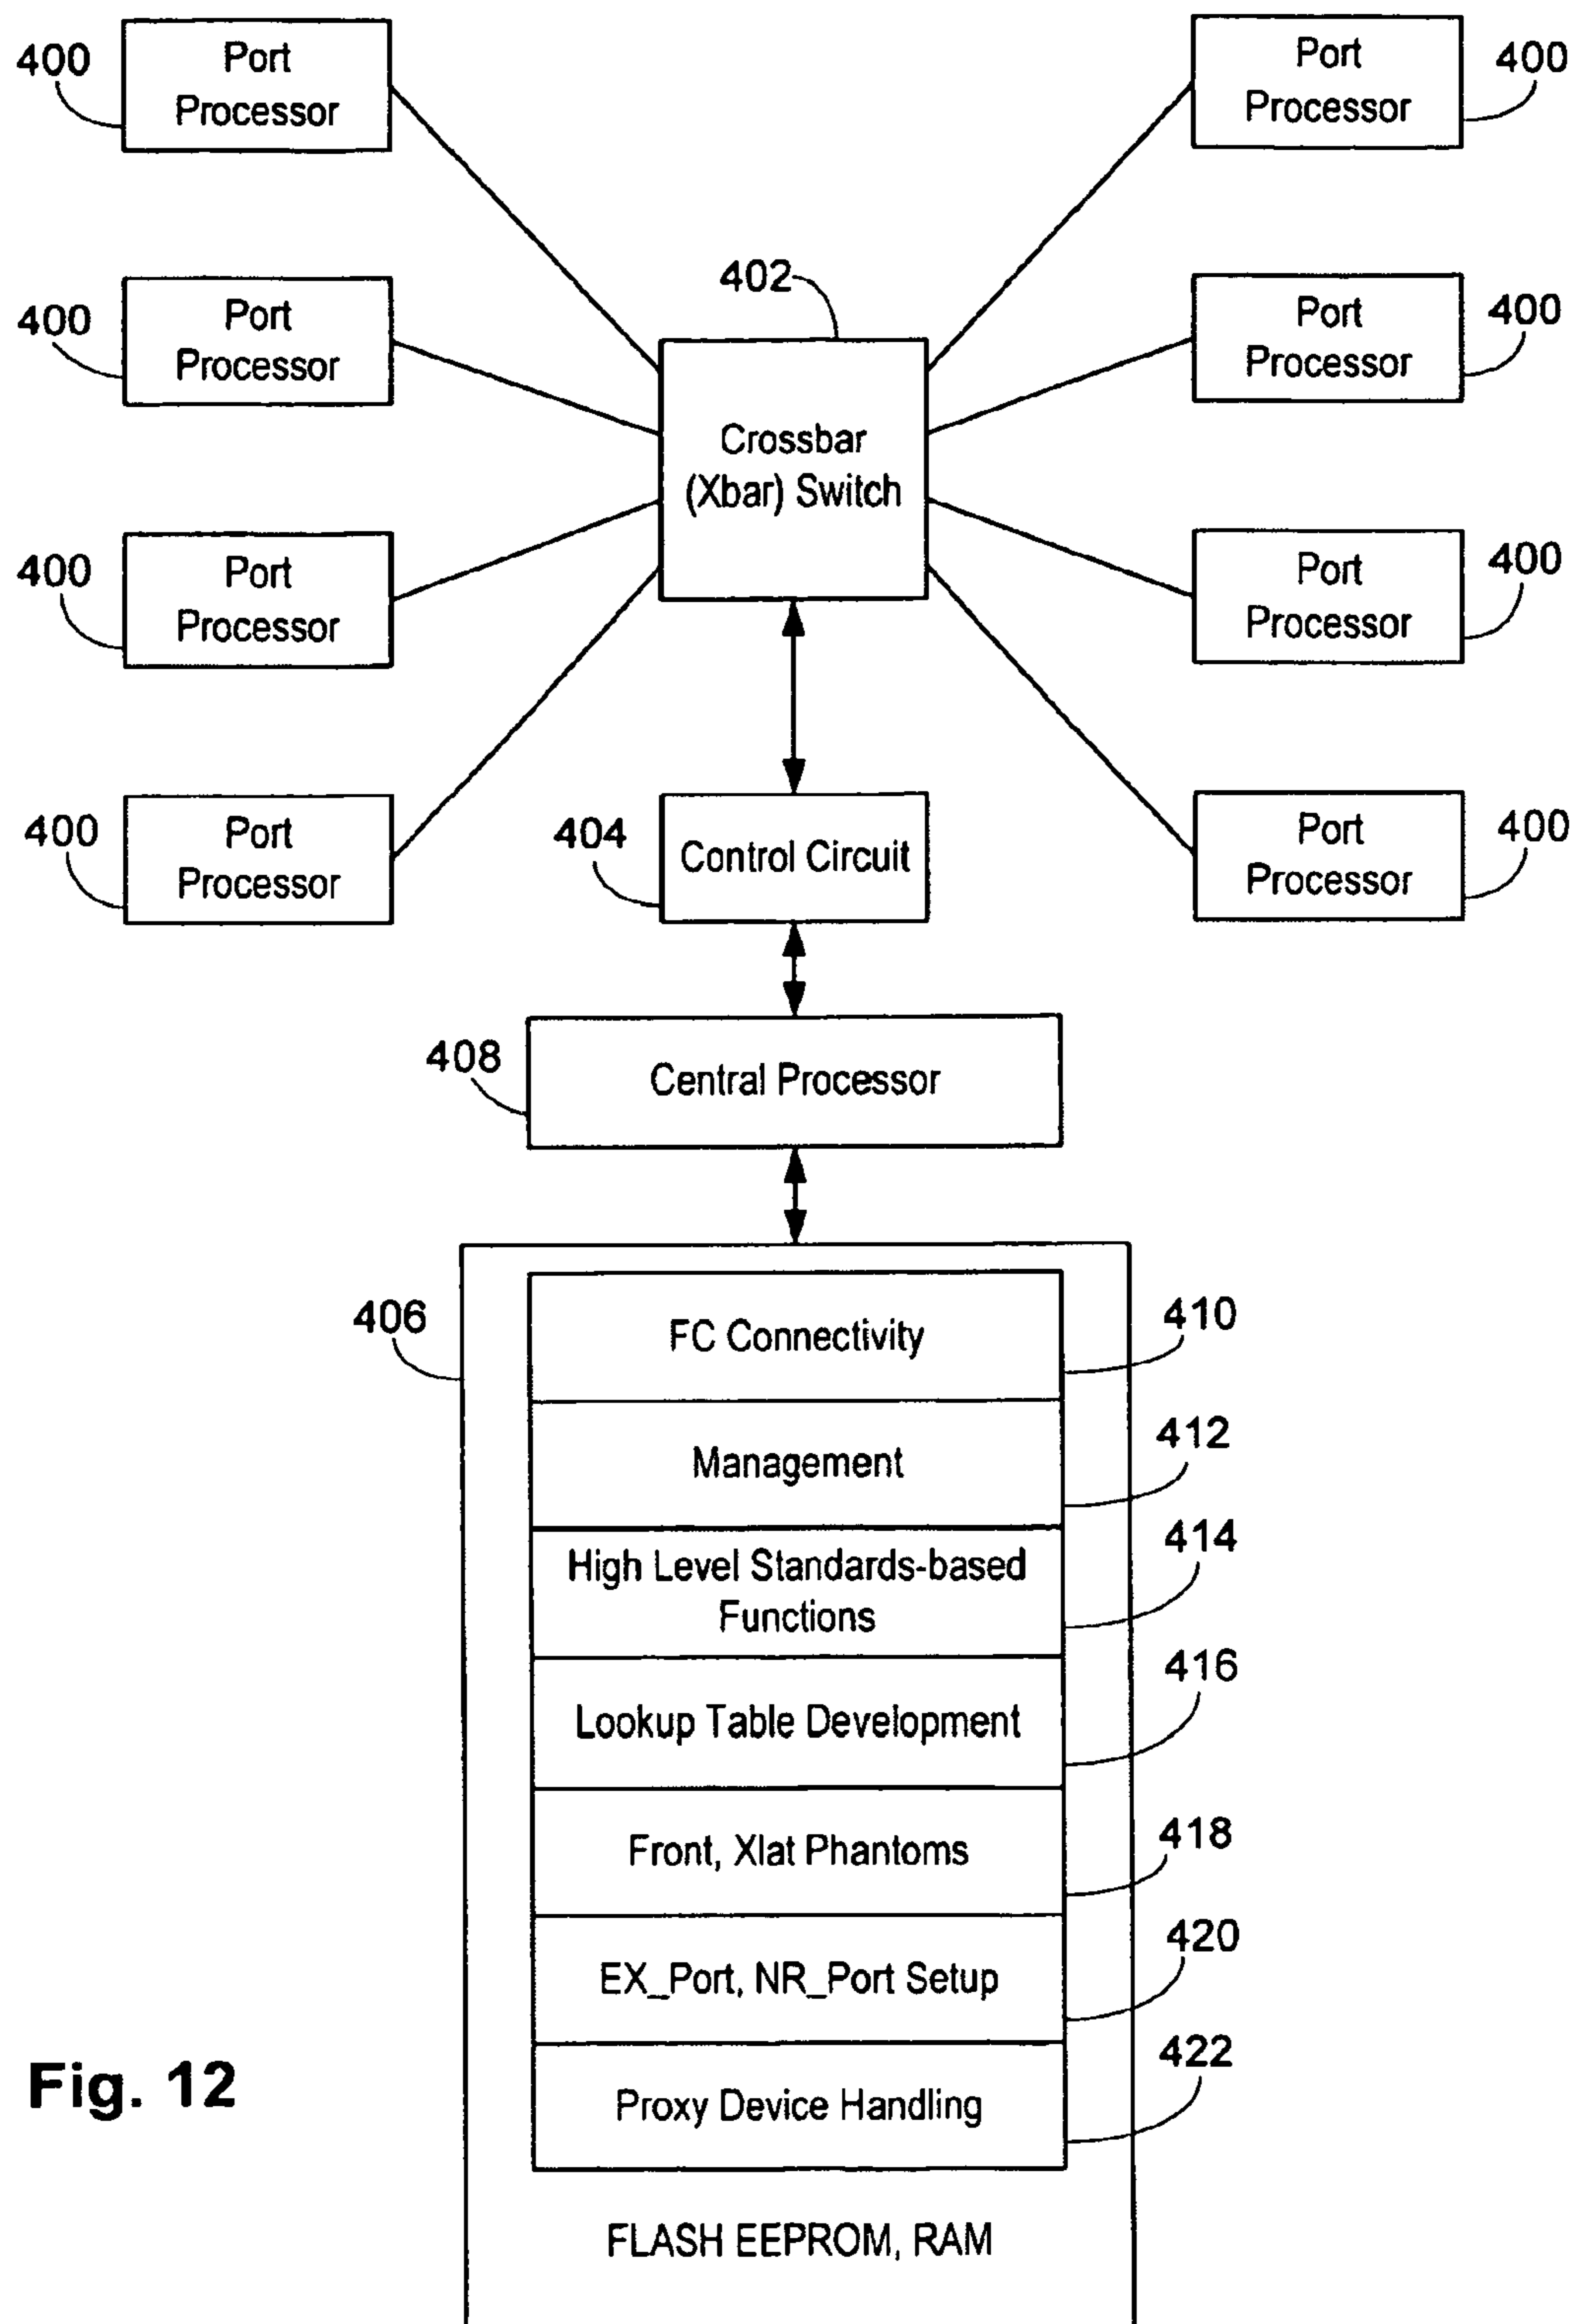 400
Port
Processor
Port
Processor
400
400
Port
Processor
402
Port
Processor
400
Crossbar
(Xbar) Switch
400
Port
Processor
Port
Processor
400
400
Port
Processor
404
Control Circuit
Port
Processor
400
408
Central Processor
406
FC Connectivity
410
Management
412
High Level Standards-based
Functions
414
Lookup Table Development
416
Front, Xlat Phantoms
418
EX_Port, NR_Port Setup
420
Proxy Device Handling
422
Fig. 12
FLASH EEPROM, RAM